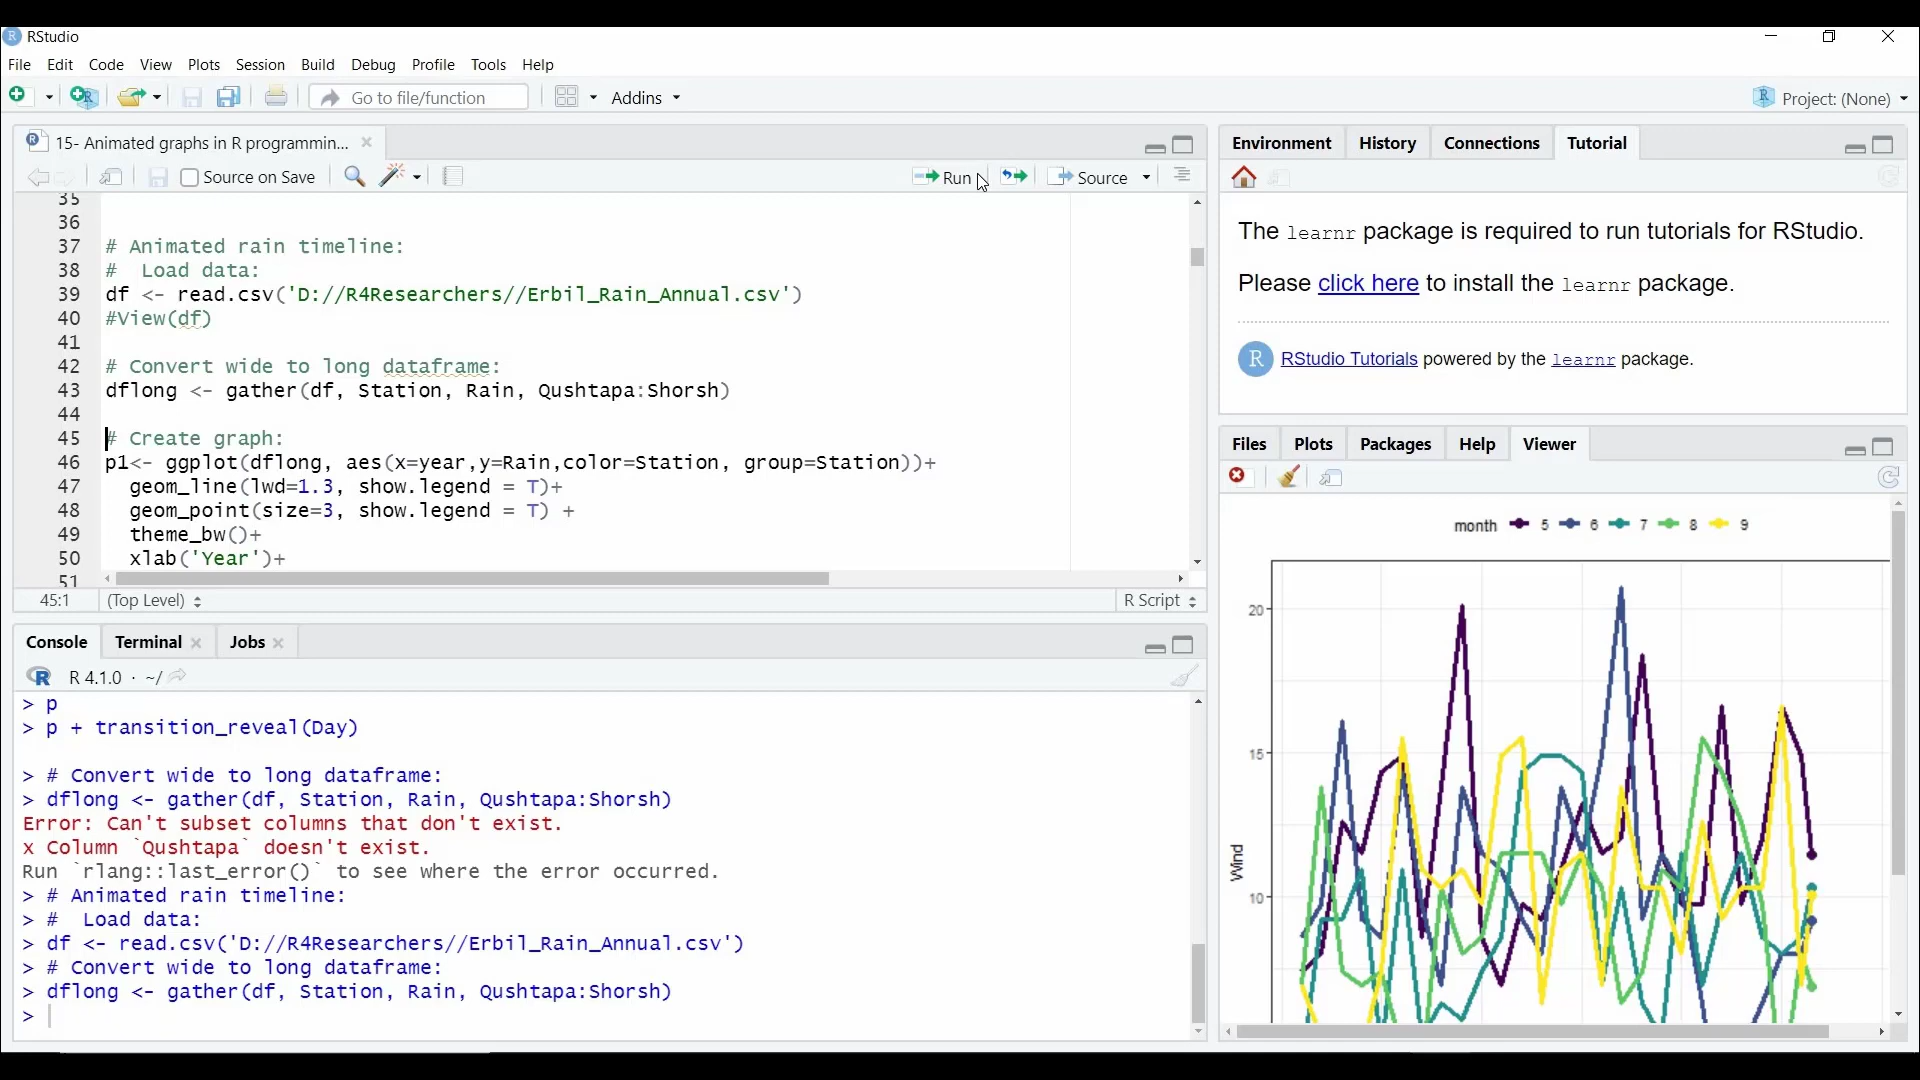 RStudio
File Edit Code View Plots Session Build Debug Profile Tools Help
Go to file/function Addins Project: (None)
15- Animated graphs in R programmin...
Source on Save Run Source
35
36
37 # Animated rain timeline:
38 #  Load data:
39 df <- read.csv('D://R4Researchers//Erbil_Rain_Annual.csv')
40 #View(df)
41
42 # Convert wide to long dataframe:
43 dflong <- gather(df, Station, Rain, Qushtapa:Shorsh)
44
45 # Create graph:
46 p1<- ggplot(dflong, aes(x=year,y=Rain,color=Station, group=Station))+
47   geom_line(lwd=1.3, show.legend = T)+
48   geom_point(size=3, show.legend = T) +
49   theme_bw()+
50   xlab('Year')+
51
45:1 (Top Level) R Script
Console Terminal Jobs
R 4.1.0 · ~/
> p
> p + transition_reveal(Day)
> # Convert wide to long dataframe:
> dflong <- gather(df, Station, Rain, Qushtapa:Shorsh)
Error: Can't subset columns that don't exist.
x Column `Qushtapa` doesn't exist.
Run `rlang::last_error()` to see where the error occurred.
> # Animated rain timeline:
> #  Load data:
> df <- read.csv('D://R4Researchers//Erbil_Rain_Annual.csv')
> # Convert wide to long dataframe:
> dflong <- gather(df, Station, Rain, Qushtapa:Shorsh)
>
Environment History Connections Tutorial
The learnr package is required to run tutorials for RStudio.
Please click here to install the learnr package.
R RStudio Tutorials powered by the learnr package.
Files Plots Packages Help Viewer
month 5 6 7 8 9
20
15
Wind
10